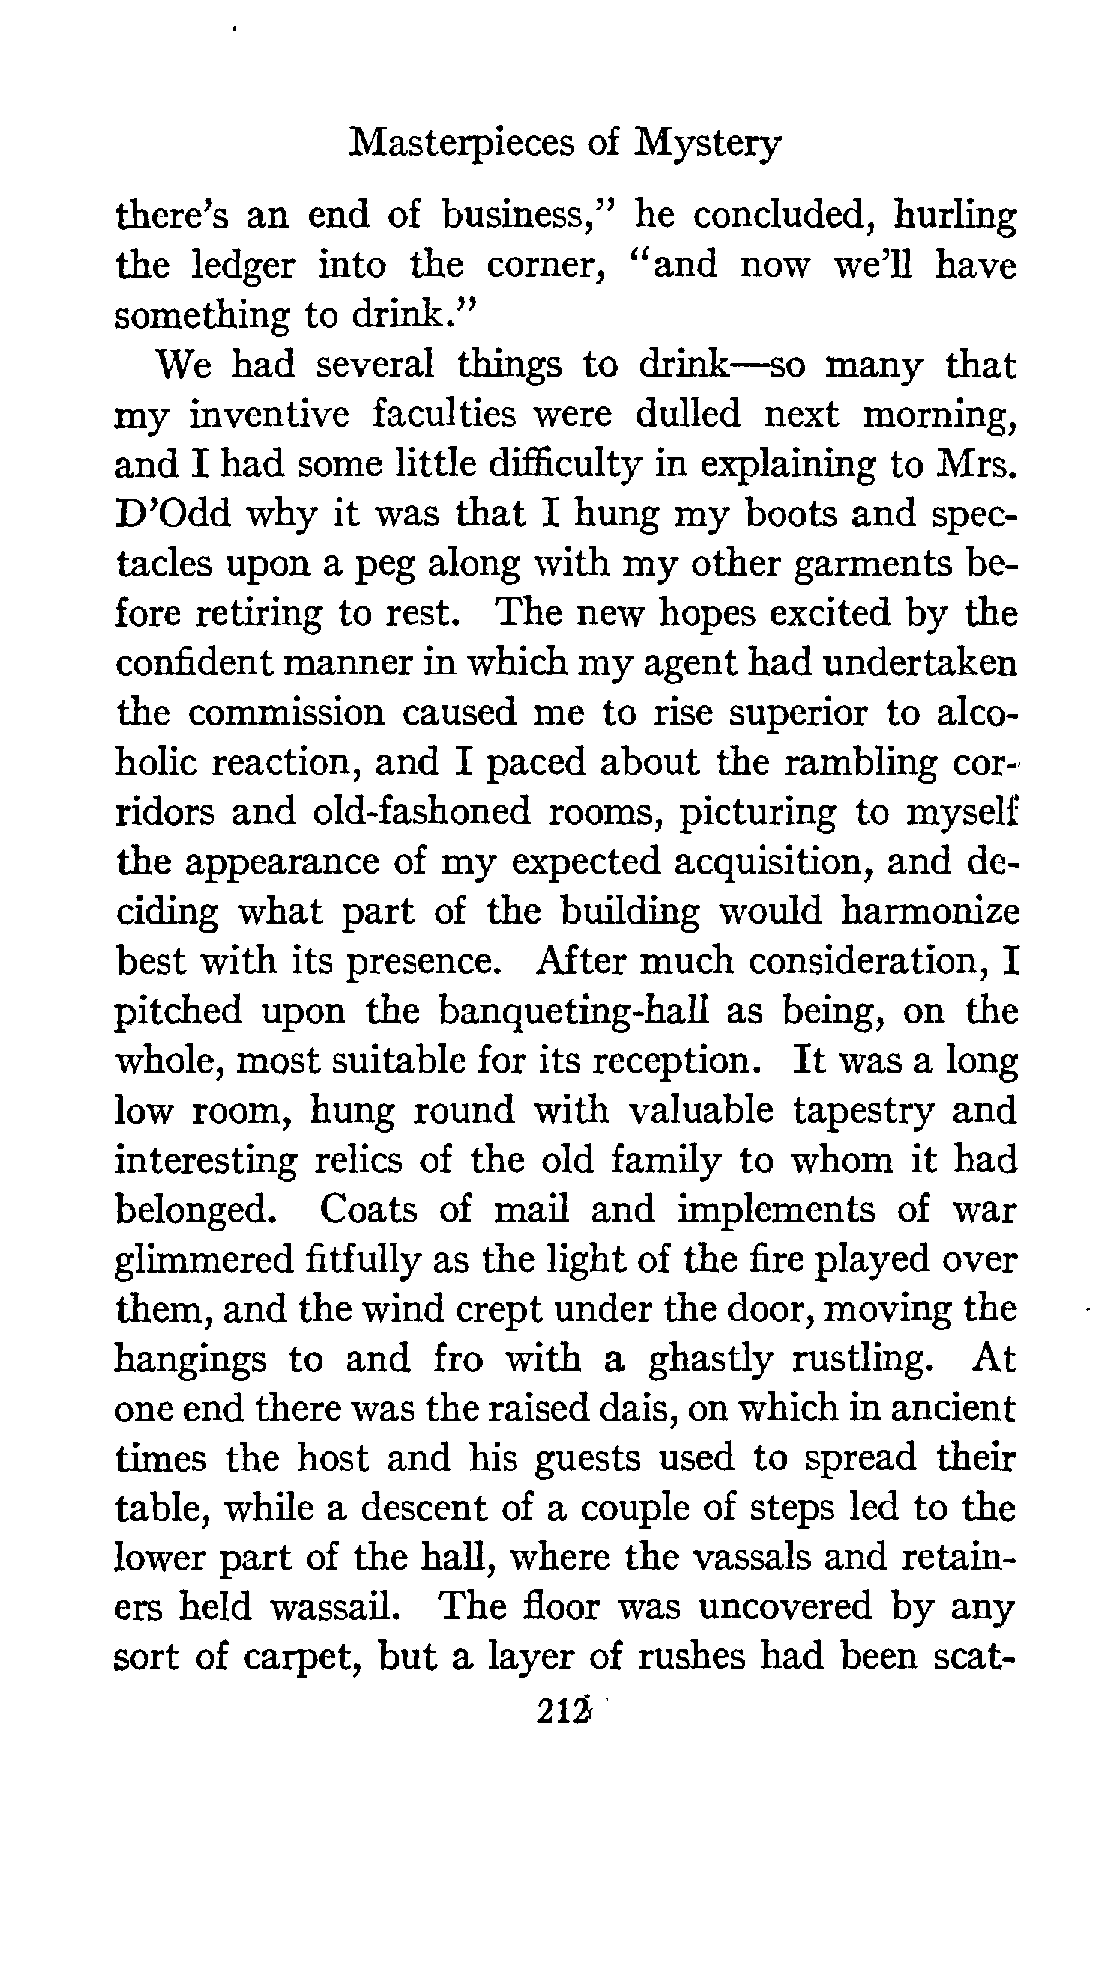 Masterpieces of Mystery
there's an end of business," he concluded, hurling
the ledger into the corner, "and now we'll have
something to drink."
We had several things to drink—so many that
my inventive faculties were dulled next morning,
and I had some little difficulty in explaining to Mrs.
D'Odd why it was that I hung my boots and spec-
tacles upon a peg along with my other garments be-
fore retiring to rest. The new hopes excited by the
confident manner in which my agent had undertaken
the commission caused me to rise superior to alco-
holic reaction, and I paced about the rambling cor-
ridors and old-fashoned rooms, picturing to myself
the appearance of my expected acquisition, and de-
ciding what part of the building would harmonize
best with its presence. After much consideration, I
pitched upon the banqueting-hall as being, on the
whole, most suitable for its reception. It was a long
low room, hung round with valuable tapestry and
interesting relics of the old family to whom it had
belonged. Coats of mail and implements of war
glimmered fitfully as the light of the fire played over
them, and the wind crept under the door, moving the
hangings to and fro with a ghastly rustling. At
one end there was the raised dais, on which in ancient
times the host and his guests used to spread their
table, while a descent of a couple of steps led to the
lower part of the hall, where the vassals and retain-
ers held wassail. The floor was uncovered by any
sort of carpet, but a layer of rushes had been scat-
212